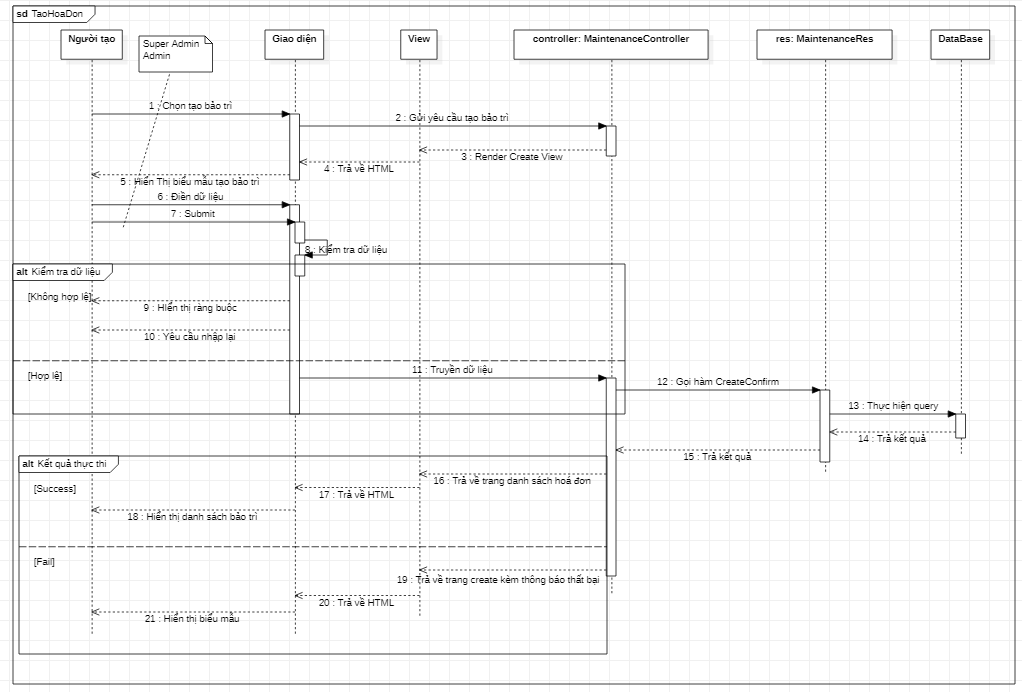 sd TaoHoaDon
Người tạo
Super Admin
Admin
Giao diện
View
controller: MaintenanceController
res: MaintenanceRes
DataBase
1 : Chọn tạo bảo trì
2 : Gửi yêu cầu tạo bảo trì
3 : Render Create View
4 : Trả về HTML
5 : Hiển Thị biểu mẫu tạo bảo trì
6 : Điền dữ liệu
7 : Submit
8 : Kiểm tra dữ liệu
alt Kiểm tra dữ liệu
[Không hợp lệ]
9 : Hiển thị ràng buộc
10 : Yêu cầu nhập lại
[Hợp lệ]
11 : Truyền dữ liệu
12 : Gọi hàm CreateConfirm
13 : Thực hiện query
14 : Trả kết quả
15 : Trả kết quả
alt Kết quả thực thi
[Success]
16 : Trả về trang danh sách hoá đơn
17 : Trả về HTML
18 : Hiển thị danh sách bảo trì
[Fail]
19 : Trả về trang create kèm thông báo thất bại
20 : Trả về HTML
21 : Hiển thị biểu mẫu